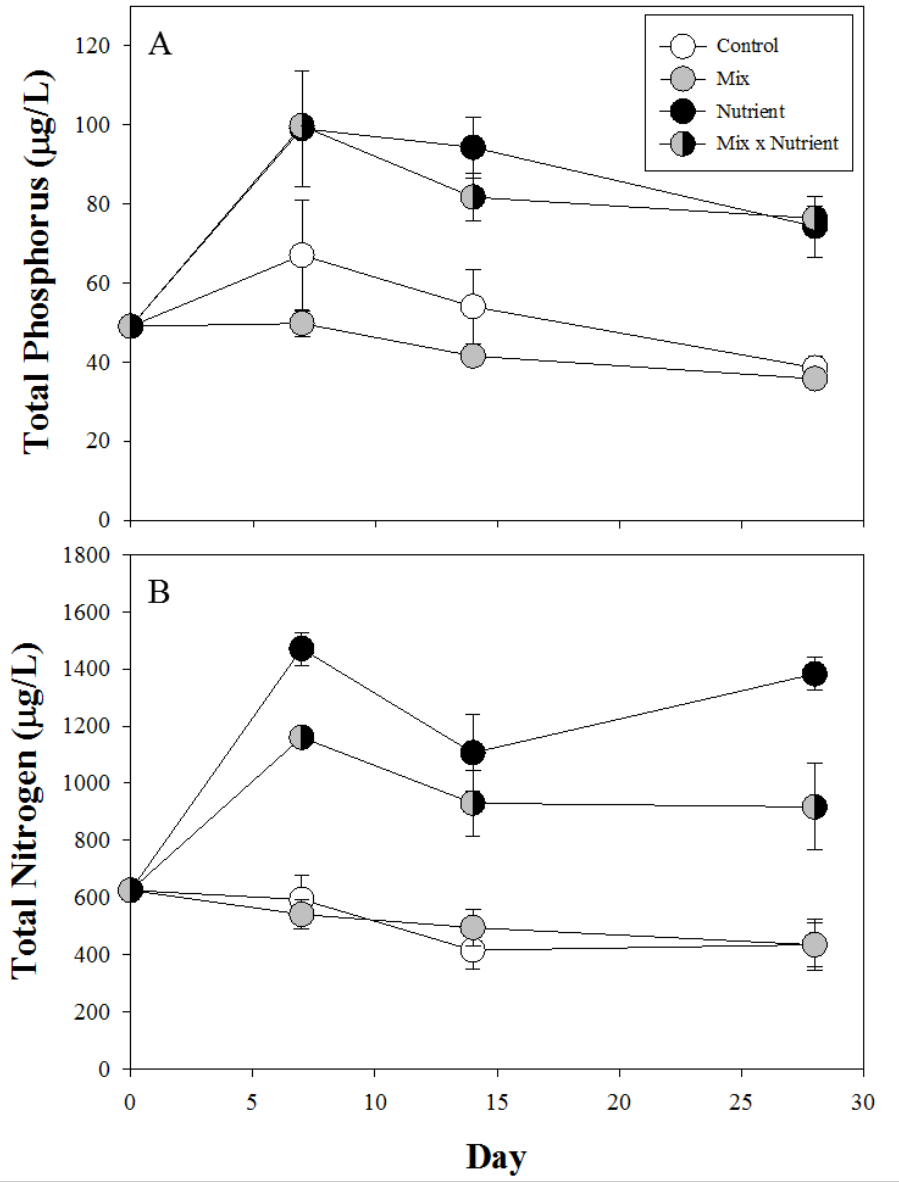 A
Control
Mix
Nutrient
Mix x Nutrient
Total Phosphorus (µg/L)
120
100
80
60
40
20
0
B
Total Nitrogen (µg/L)
1800
1600
1400
1200
1000
800
600
400
200
0
0 5 10 15 20 25 30
Day